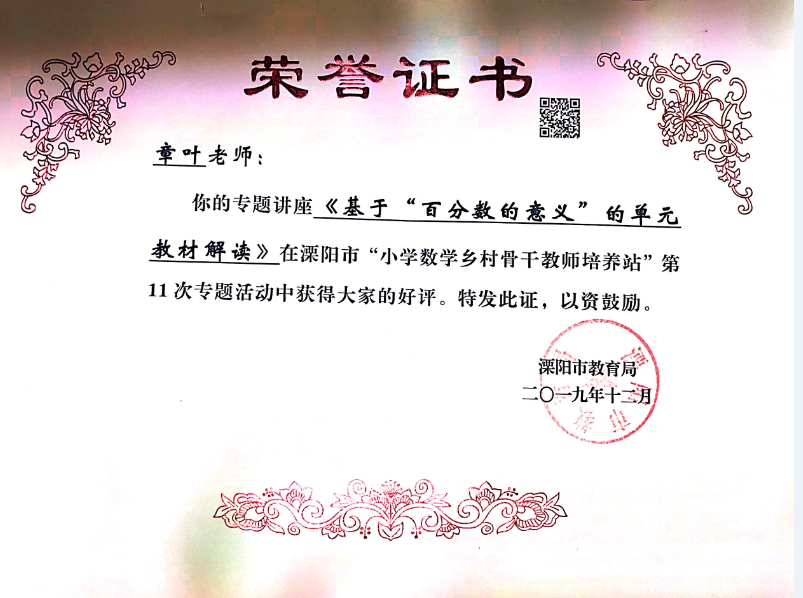 荣誉证书
章叶老师：
你的专题讲座《基于“百分数的意义”的单元
教材解读》在溧阳市“小学数学乡村骨干教师培养站”第
11次专题活动中获得大家的好评。特发此证，以资鼓励。
溧阳市教育局
二〇一九年十二月